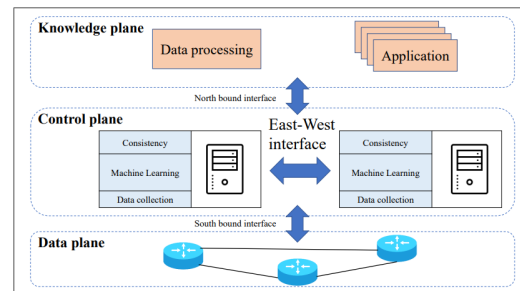 Knowledge plane
Data processing
Application
North bound interface
Control plane
East-West
interface
Consistency
Machine Learning
Data collection
Consistency
Machine Learning
Data collection
South bound interface
Data plane